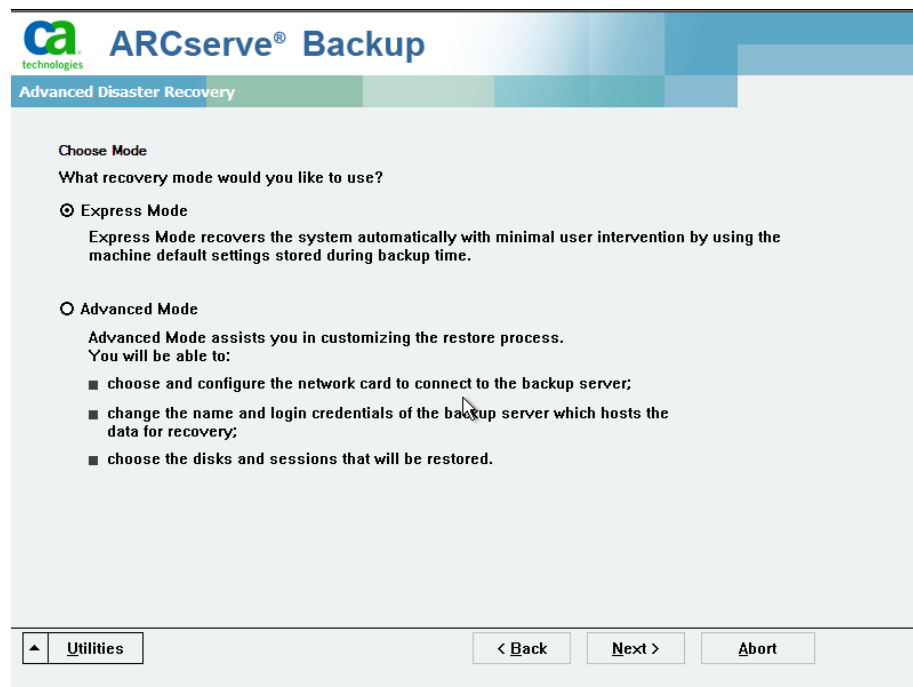 ca
technologies
ARCserve® Backup
Advanced Disaster Recovery
Choose Mode
What recovery mode would you like to use?
Express Mode
Express Mode recovers the system automatically with minimal user intervention by using the
machine default settings stored during backup time.
Advanced Mode
Advanced Mode assists you in customizing the restore process.
You will be able to:
choose and configure the network card to connect to the backup server;
change the name and login credentials of the backup server which hosts the
data for recovery;
choose the disks and sessions that will be restored.
Utilities
< Back
Next >
Abort